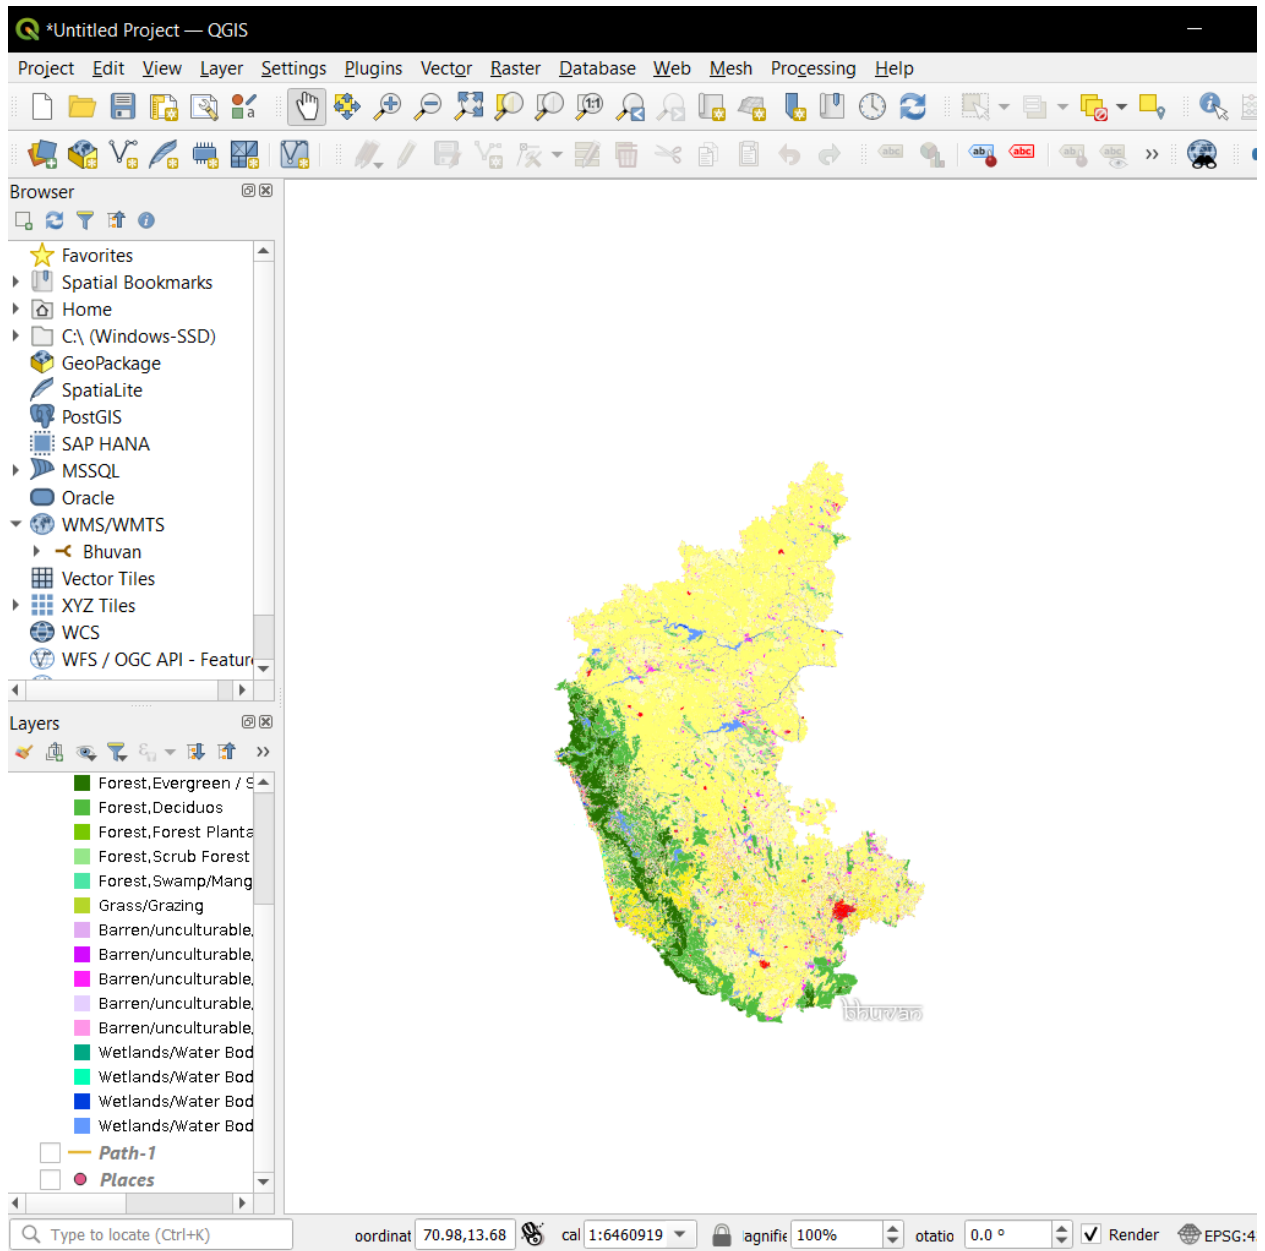 *Untitled Project — QGIS
Project Edit View Layer Settings Plugins Vector Raster Database Web Mesh Processing Help
Browser
Favorites
Spatial Bookmarks
Home
C:\ (Windows-SSD)
GeoPackage
SpatiaLite
PostGIS
SAP HANA
MSSQL
Oracle
WMS/WMTS
Bhuvan
Vector Tiles
XYZ Tiles
WCS
WFS / OGC API - Featur
Layers
Forest,Evergreen / S
Forest,Deciduos
Forest,Forest Planta
Forest,Scrub Forest
Forest,Swamp/Mang
Grass/Grazing
Barren/unculturable,
Barren/unculturable,
Barren/unculturable,
Barren/unculturable,
Barren/unculturable,
Wetlands/Water Bod
Wetlands/Water Bod
Wetlands/Water Bod
Wetlands/Water Bod
Path-1
Places
bhuvan
Type to locate (Ctrl+K) oordinat 70.98,13.68 cal 1:6460919 agnifie 100% otatio 0.0 ° Render EPSG:4